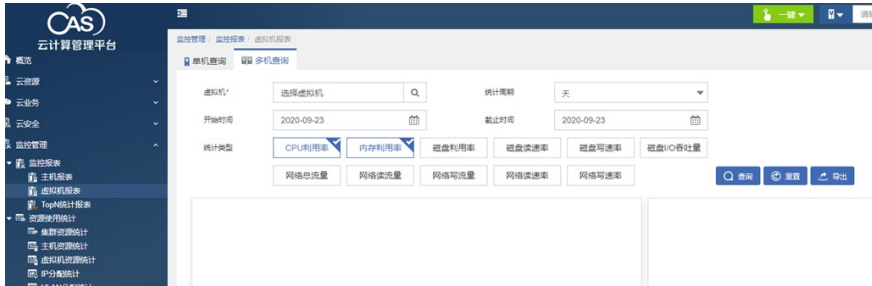 CAS
云计算管理平台
概览
云资源
云业务
云安全
监控管理
监控报表
主机报表
虚拟机报表
TopN统计报表
资源使用统计
集群资源统计
主机资源统计
虚拟机资源统计
IP分配统计
一键
监控管理 / 监控报表 / 虚拟机报表
单机查询 多机查询
虚拟机* 选择虚拟机 统计周期 天
开始时间 2020-09-23 截止时间 2020-09-23
统计类型 CPU利用率 内存利用率 磁盘利用率 磁盘读速率 磁盘写速率 磁盘I/O吞吐量
网络总流量 网络读流量 网络写流量 网络读速率 网络写速率 查询 重置 导出